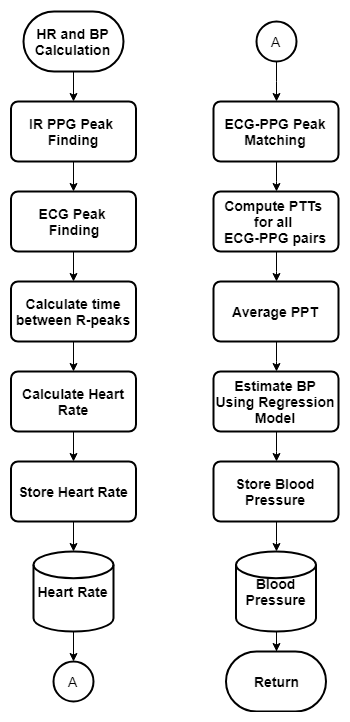 HR and BP
Calculation
IR PPG Peak
Finding
ECG Peak
Finding
Calculate time
between R-peaks
Calculate Heart
Rate
Store Heart Rate
Heart Rate
A
A
ECG-PPG Peak
Matching
Compute PTTs
for all
ECG-PPG pairs
Average PPT
Estimate BP
Using Regression
Model
Store Blood
Pressure
Blood
Pressure
Return